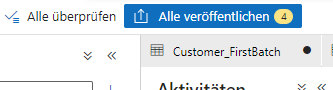 Alle überprüfen Alle veröffentlichen 4
Customer_FirstBatch
Aktivitäten